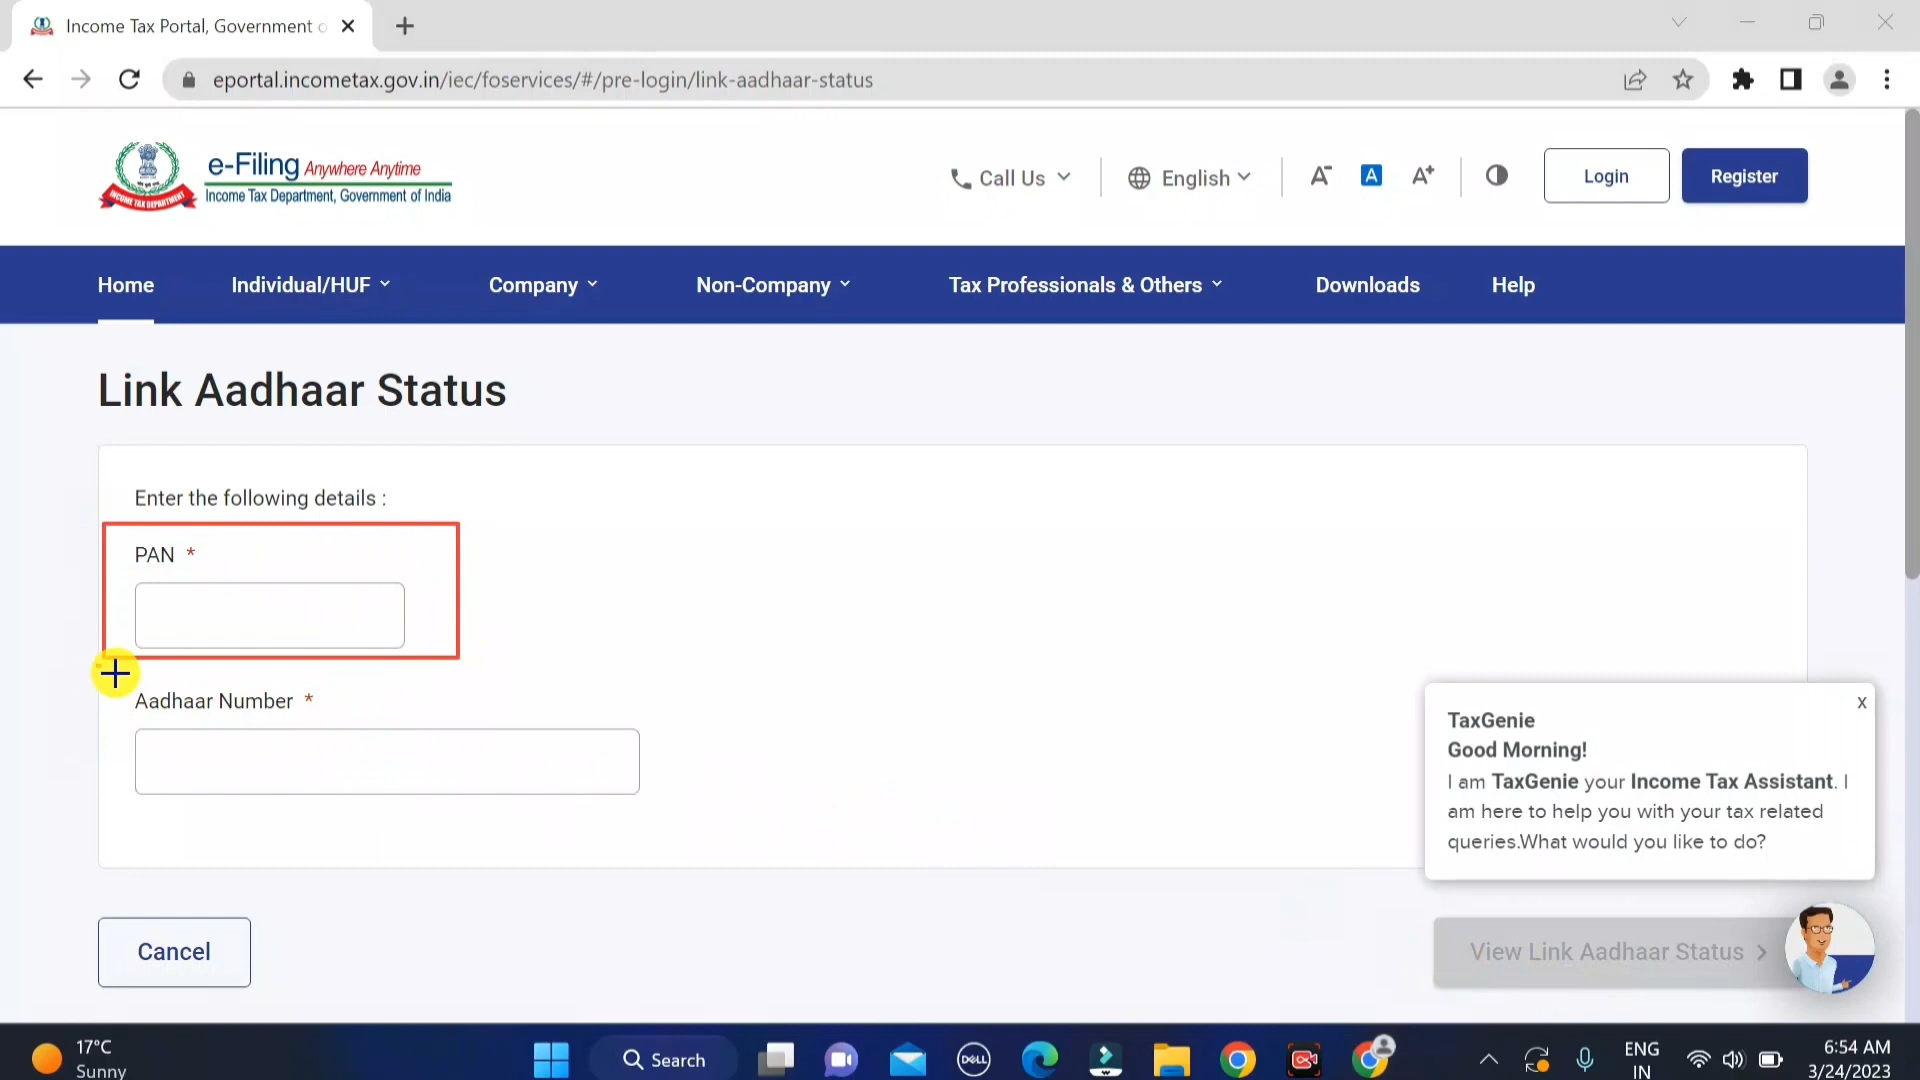 Income Tax Portal, Government o
eportal.incometax.gov.in/iec/foservices/#/pre-login/link-aadhaar-status
e-Filing Anywhere Anytime
Income Tax Department, Government of India
INCOME TAX DEPARTMENT
Call Us
English
A-
A
A+
Login
Register
Home
Individual/HUF
Company
Non-Company
Tax Professionals & Others
Downloads
Help
Link Aadhaar Status
Enter the following details :
PAN *
Aadhaar Number *
x
TaxGenie
Good Morning!
I am TaxGenie your Income Tax Assistant. I
am here to help you with your tax related
queries.What would you like to do?
Cancel
View Link Aadhaar Status
17°C
Sunny
Search
DELL
ENG
IN
6:54 AM
3/24/2023